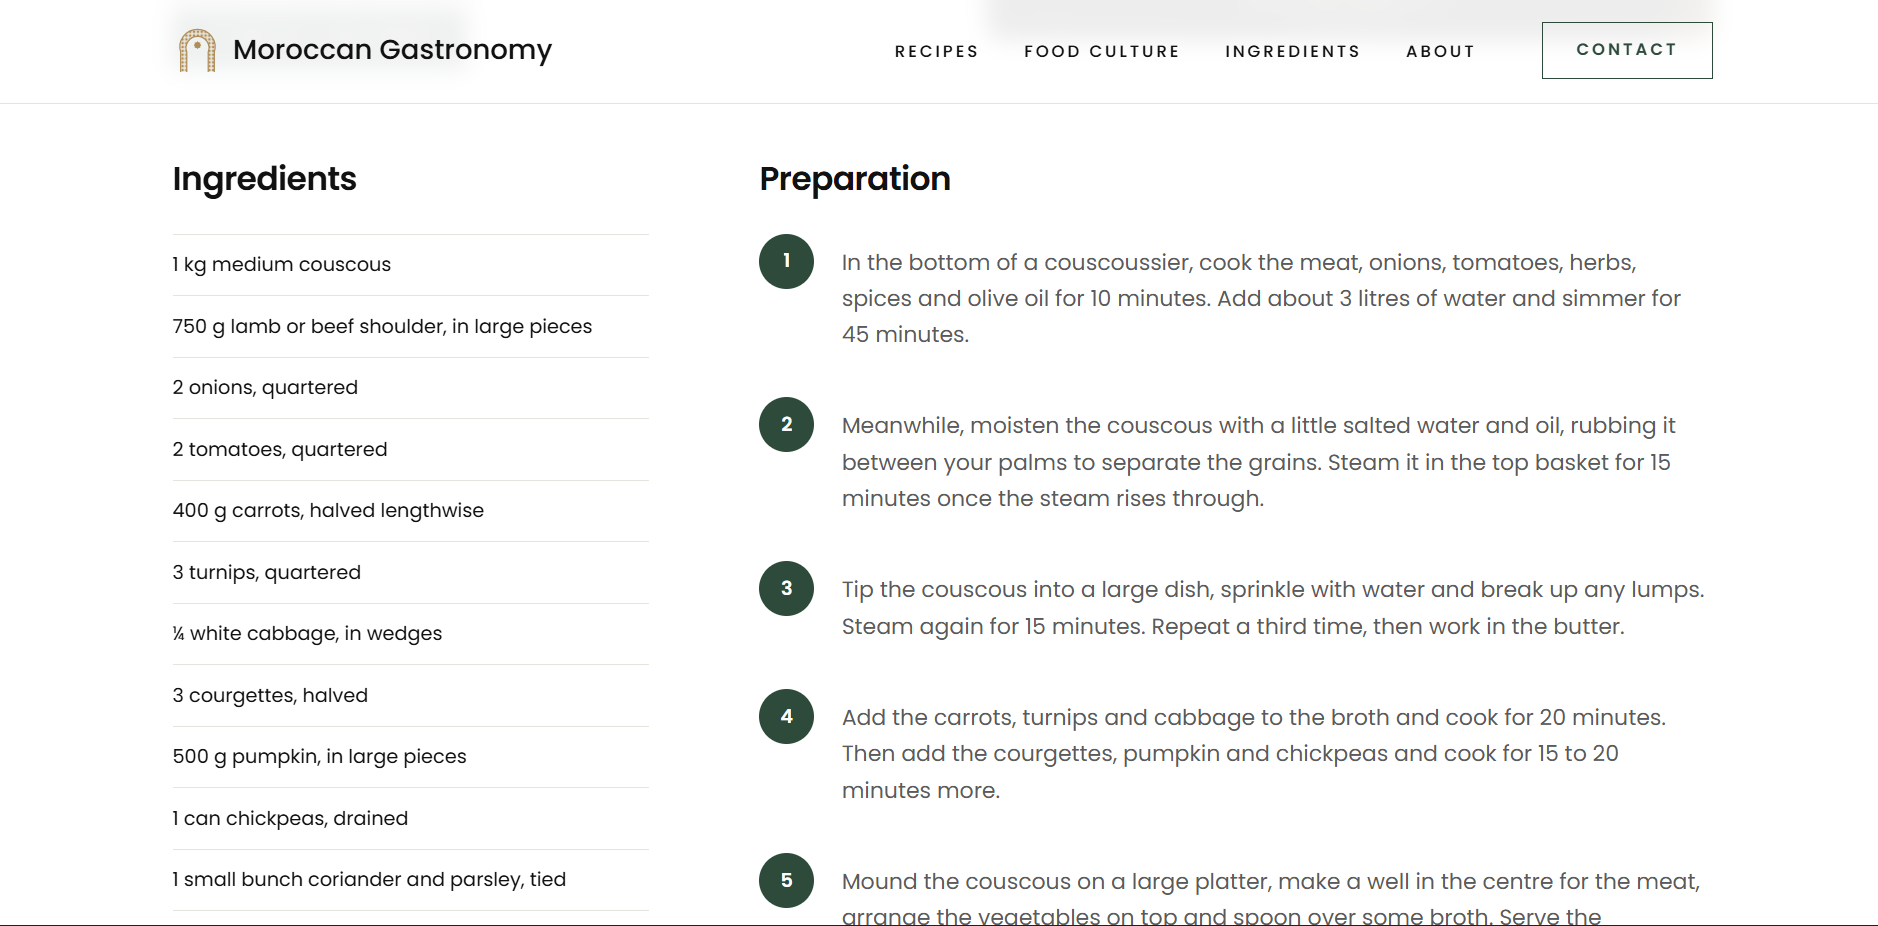 Moroccan Gastronomy
RECIPES
FOOD CULTURE
INGREDIENTS
ABOUT
CONTACT
Ingredients
1 kg medium couscous
750 g lamb or beef shoulder, in large pieces
2 onions, quartered
2 tomatoes, quartered
400 g carrots, halved lengthwise
3 turnips, quartered
¼ white cabbage, in wedges
3 courgettes, halved
500 g pumpkin, in large pieces
1 can chickpeas, drained
1 small bunch coriander and parsley, tied
Preparation
1
In the bottom of a couscoussier, cook the meat, onions, tomatoes, herbs,
spices and olive oil for 10 minutes. Add about 3 litres of water and simmer for
45 minutes.
2
Meanwhile, moisten the couscous with a little salted water and oil, rubbing it
between your palms to separate the grains. Steam it in the top basket for 15
minutes once the steam rises through.
3
Tip the couscous into a large dish, sprinkle with water and break up any lumps.
Steam again for 15 minutes. Repeat a third time, then work in the butter.
4
Add the carrots, turnips and cabbage to the broth and cook for 20 minutes.
Then add the courgettes, pumpkin and chickpeas and cook for 15 to 20
minutes more.
5
Mound the couscous on a large platter, make a well in the centre for the meat,
arrange the vegetables on top and spoon over some broth. Serve the